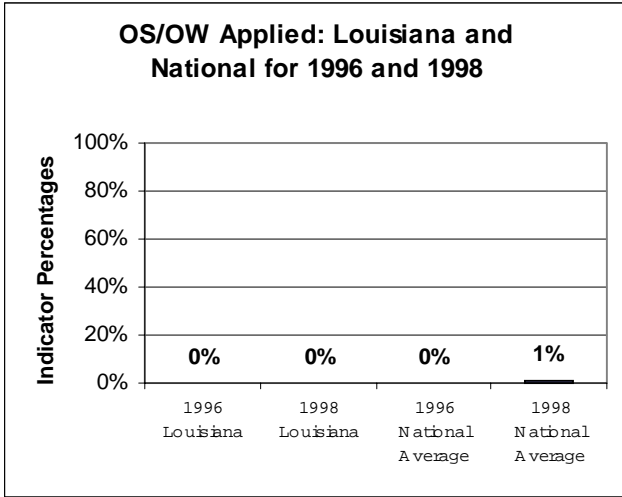 OS/OW Applied: Louisiana and
National for 1996 and 1998
Indicator Percentages
100%
80%
60%
40%
20%
0%
0%
0%
0%
1%
1996
Louisiana
1998
Louisiana
1996
National
Average
1998
National
Average